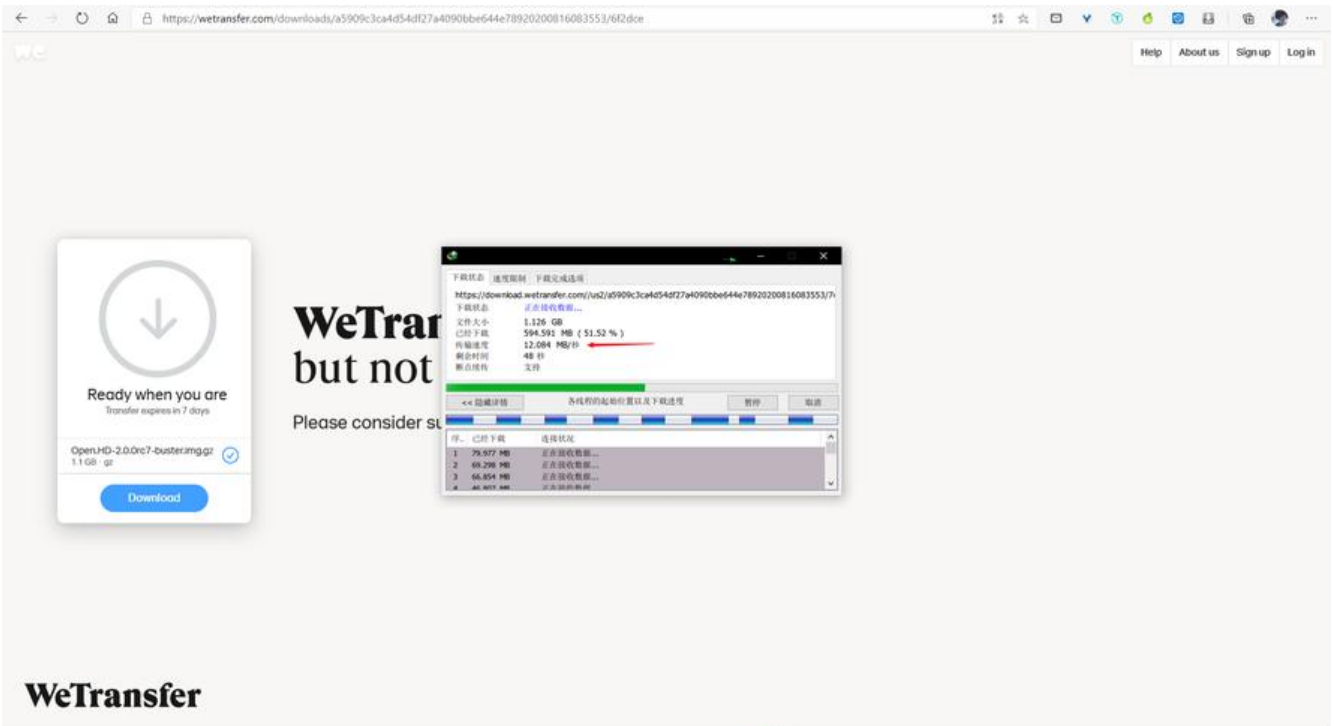 https://wetransfer.com/downloads/a5909c3ca4d54df27a4090bbe644e78920200816083553/6f2dce
we
Help About us Sign up Log in
Ready when you are
Transfer expires in 7 days
Open.HD-2.0.0rc7-buster.img.gz
1.1 GB · gz
Download
WeTran
but not
Please consider su
下载状态 速度限制 下载完成选项
https://download.wetransfer.com//us2/a5909c3ca4d54df27a4090bbe644e78920200816083553/7
下载状态 正在接收数据...
文件大小 1.126 GB
已经下载 594.591 MB ( 51.52 % )
传输速度 12.084 MB/秒
剩余时间 48 秒
断点续传 支持
<< 隐藏详情 各线程的起始位置以及下载进度 暂停 取消
序.. 已经下载 连接状况
1 79.977 MB 正在接收数据...
2 69.298 MB 正在接收数据...
3 66.854 MB 正在接收数据...
WeTransfer